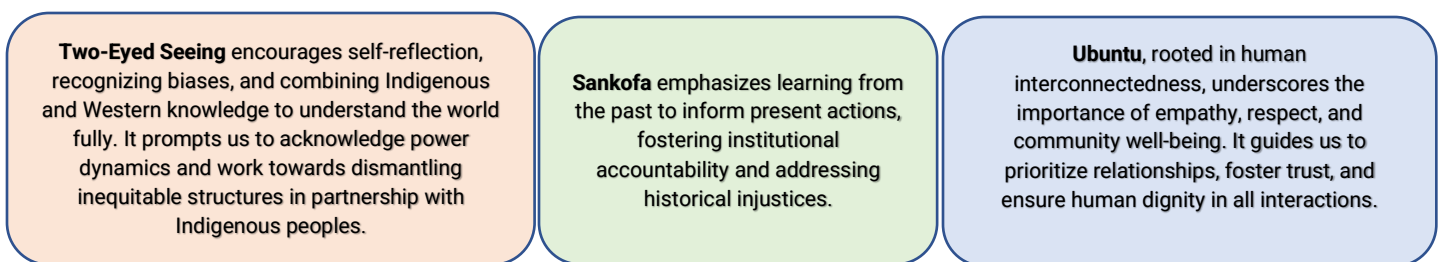 Two-Eyed Seeing encourages self-reflection,
recognizing biases, and combining Indigenous
and Western knowledge to understand the world
fully. It prompts us to acknowledge power
dynamics and work towards dismantling
inequitable structures in partnership with
Indigenous peoples.
Sankofa emphasizes learning from
the past to inform present actions,
fostering institutional
accountability and addressing
historical injustices.
Ubuntu, rooted in human
interconnectedness, underscores the
importance of empathy, respect, and
community well-being. It guides us to
prioritize relationships, foster trust, and
ensure human dignity in all interactions.